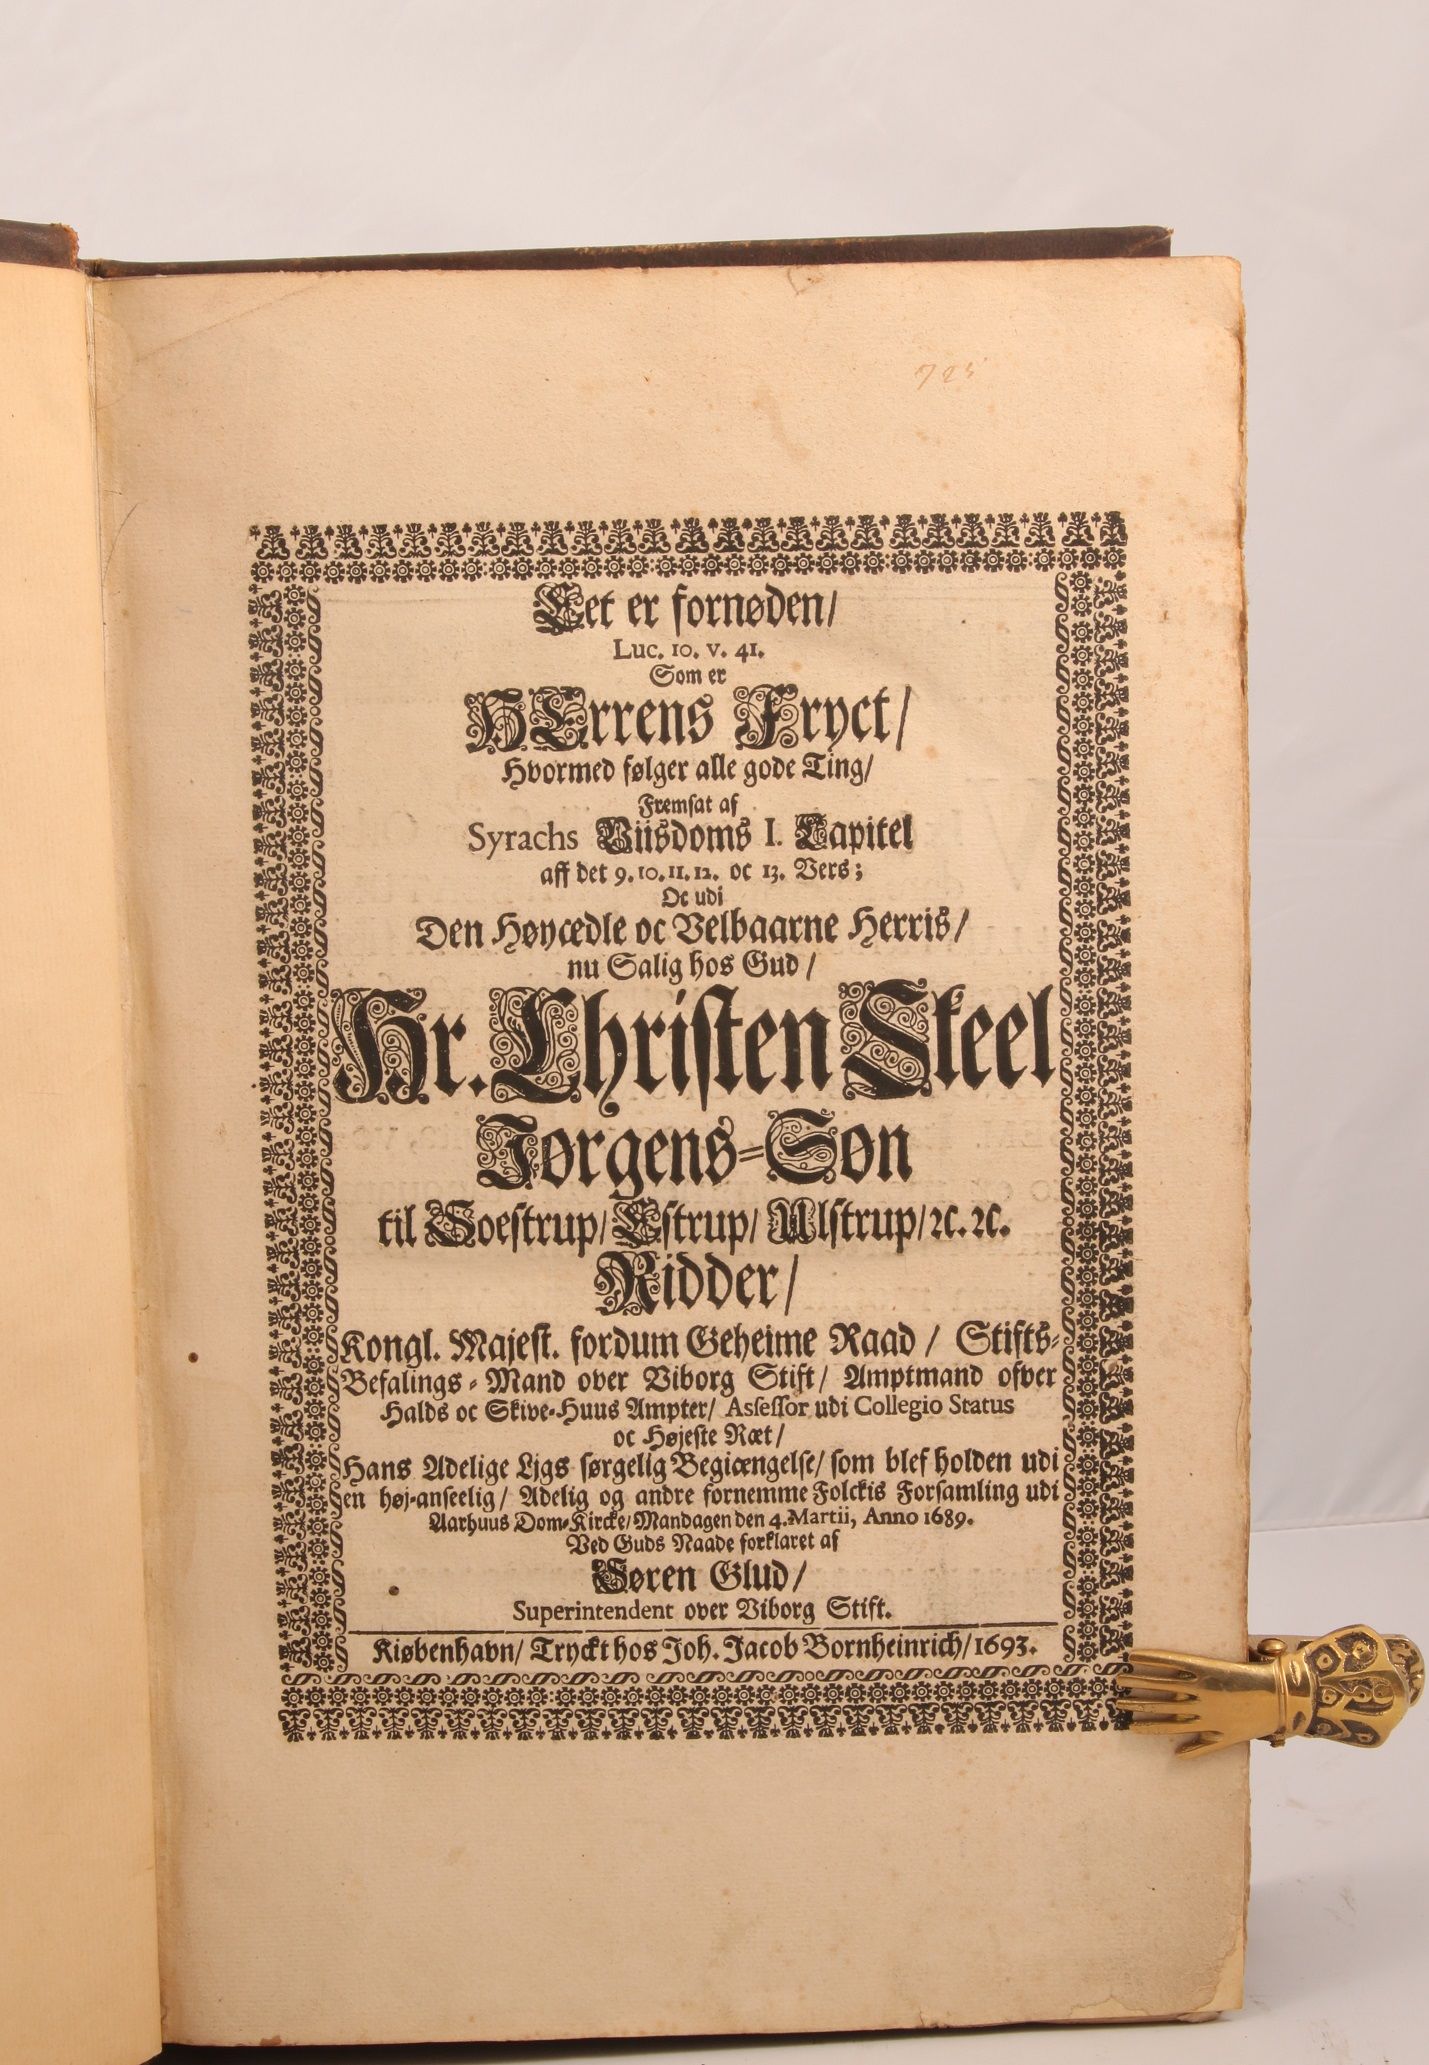 725
Eet er fornøden/
Luc. 10. v. 41.
Som er
HErrens Fryct/
Hvormed følger alle gode Ting/
Fremsat af
Syrachs Viisdoms I. Capitel
aff det 9. 10. 11. 12. oc 13. Vers;
Oc udi
Den Høyædle oc Velbaarne Herris/
nu Salig hos Gud/
Hr. Christen Skeel
Jørgens-Søn
til Soestrup/ Estrup/ Ulstrup/ ꝛc. ꝛc.
Ridder/
Kongl. Majest. fordum Geheime Raad/ Stifts-
Befalings-Mand over Viborg Stift/ Amptmand ofver
Halds oc Skive-Huus Ampter/ Assessor udi Collegio Status
oc Højeste Ræt/
Hans Adelige Ligs sørgelig Begiængelse/ som blef holden udi
en høj-anseelig/ Adelig og andre fornemme Folckis Forsamling udi
Aarhuus Dom-Kircke/ Mandagen den 4. Martii, Anno 1689.
Ved Guds Naade forklaret af
Søren Glud/
Superintendent over Viborg Stift.
Kiøbenhavn/ Tryckt hos Joh. Jacob Bornheinrich/ 1693.